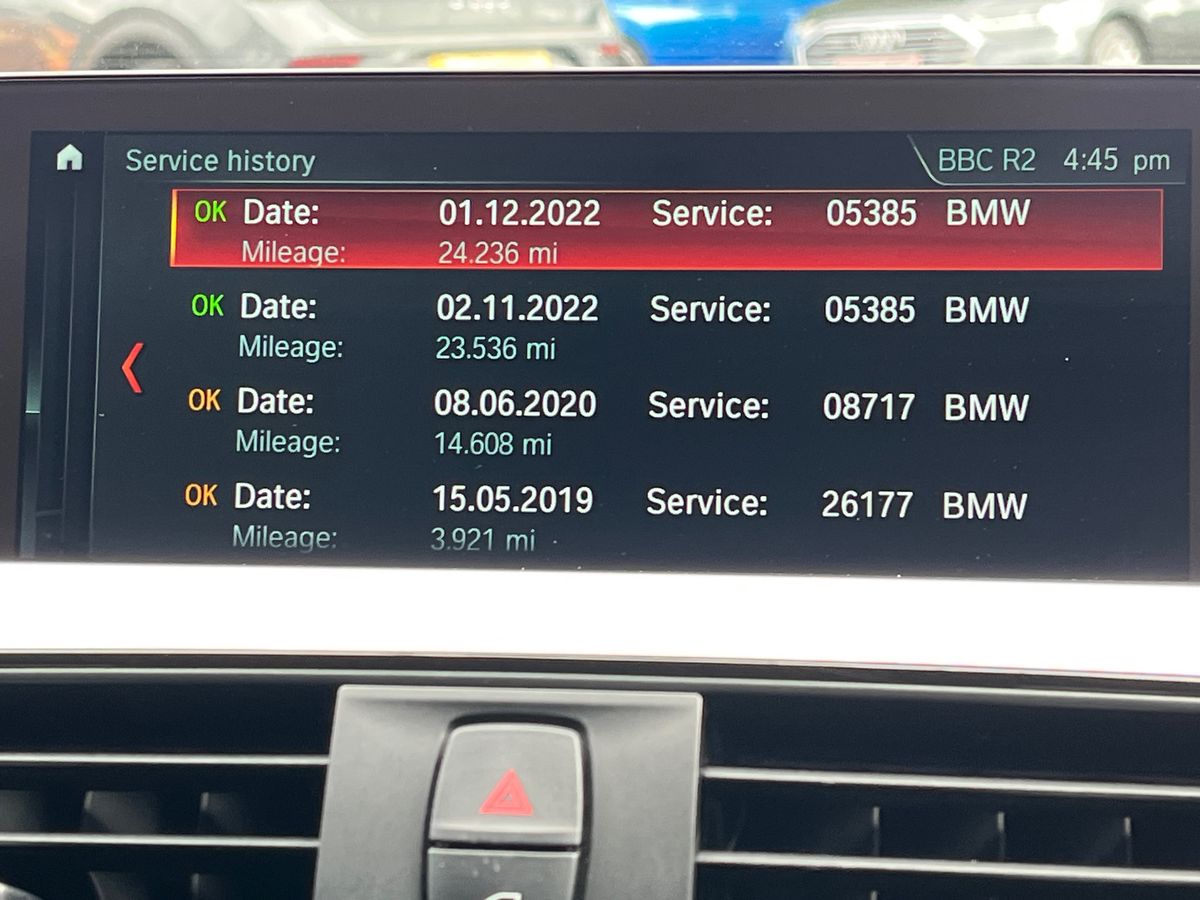 Service history BBC R2 4:45 pm
OK Date: 01.12.2022 Service: 05385 BMW
Mileage: 24.236 mi
OK Date: 02.11.2022 Service: 05385 BMW
Mileage: 23.536 mi
OK Date: 08.06.2020 Service: 08717 BMW
Mileage: 14.608 mi
OK Date: 15.05.2019 Service: 26177 BMW
Mileage: 3.921 mi